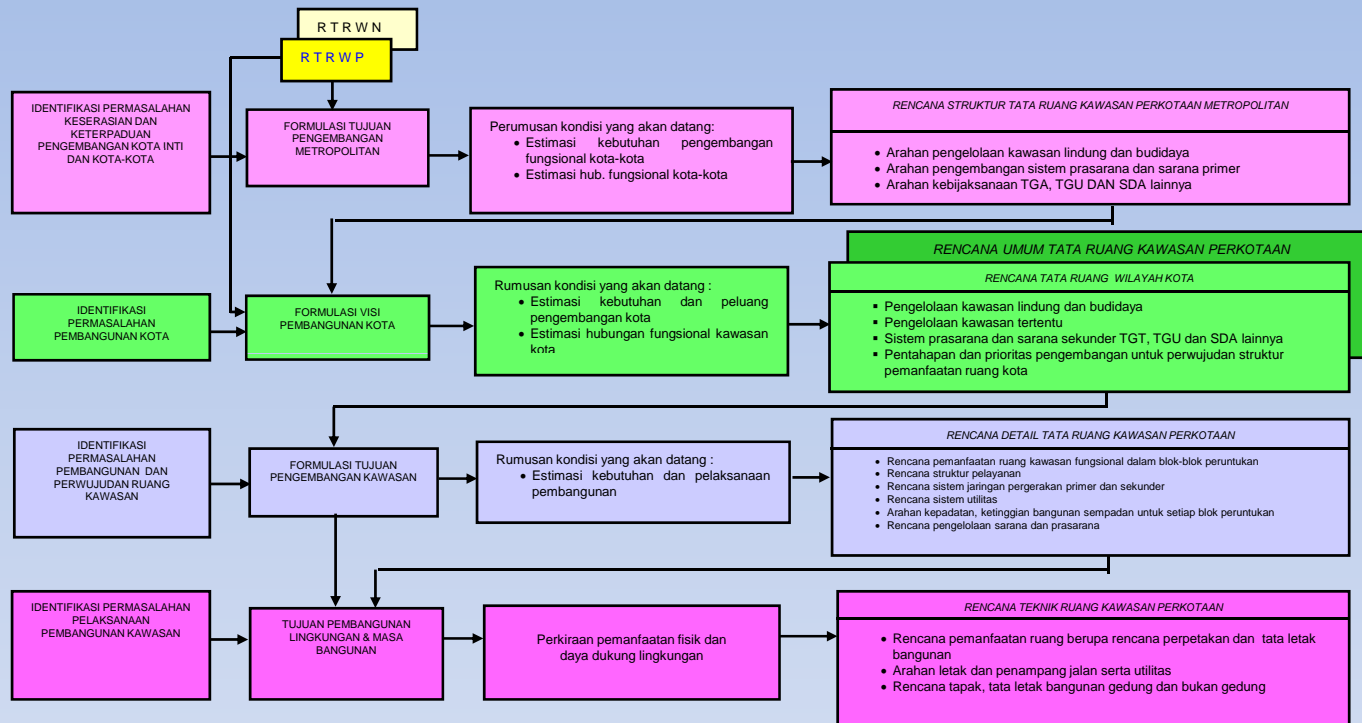 R T R W N
R T R W P
IDENTIFIKASI PERMASALAHAN
KESERASIAN DAN
KETERPADUAN
PENGEMBANGAN KOTA INTI
DAN KOTA-KOTA
FORMULASI TUJUAN
PENGEMBANGAN
METROPOLITAN
Perumusan kondisi yang akan datang:
• Estimasi kebutuhan pengembangan
fungsional kota-kota
• Estimasi hub. fungsional kota-kota
RENCANA STRUKTUR TATA RUANG KAWASAN PERKOTAAN METROPOLITAN
• Arahan pengelolaan kawasan lindung dan budidaya
• Arahan pengembangan sistem prasarana dan sarana primer
• Arahan kebijaksanaan TGA, TGU DAN SDA lainnya
IDENTIFIKASI
PERMASALAHAN
PEMBANGUNAN KOTA
FORMULASI VISI
PEMBANGUNAN KOTA
Rumusan kondisi yang akan datang :
• Estimasi kebutuhan dan peluang
pengembangan kota
• Estimasi hubungan fungsional kawasan
kota
RENCANA UMUM TATA RUANG KAWASAN PERKOTAAN
RENCANA TATA RUANG WILAYAH KOTA
▪ Pengelolaan kawasan lindung dan budidaya
▪ Pengelolaan kawasan tertentu
▪ Sistem prasarana dan sarana sekunder TGT, TGU dan SDA lainnya
▪ Pentahapan dan prioritas pengembangan untuk perwujudan struktur
pemanfaatan ruang kota
IDENTIFIKASI
PERMASALAHAN
PEMBANGUNAN DAN
PERWUJUDAN RUANG
KAWASAN
FORMULASI TUJUAN
PENGEMBANGAN KAWASAN
Rumusan kondisi yang akan datang :
• Estimasi kebutuhan dan pelaksanaan
pembangunan
RENCANA DETAIL TATA RUANG KAWASAN PERKOTAAN
• Rencana pemanfaatan ruang kawasan fungsional dalam blok-blok peruntukan
• Rencana struktur pelayanan
• Rencana sistem jaringan pergerakan primer dan sekunder
• Rencana sistem utilitas
• Arahan kepadatan, ketinggian bangunan sempadan untuk setiap blok peruntukan
• Rencana pengelolaan sarana dan prasarana
IDENTIFIKASI PERMASALAHAN
PELAKSANAAN
PEMBANGUNAN KAWASAN
TUJUAN PEMBANGUNAN
LINGKUNGAN & MASA
BANGUNAN
Perkiraan pemanfaatan fisik dan
daya dukung lingkungan
RENCANA TEKNIK RUANG KAWASAN PERKOTAAN
• Rencana pemanfaatan ruang berupa rencana perpetakan dan tata letak
bangunan
• Arahan letak dan penampang jalan serta utilitas
• Rencana tapak, tata letak bangunan gedung dan bukan gedung